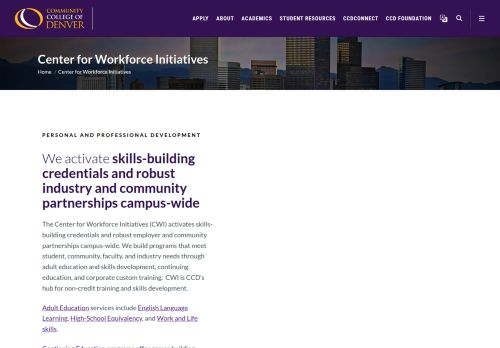 COMMUNITY
COLLEGE OF
DENVER
APPLY ABOUT ACADEMICS STUDENT RESOURCES CCDCONNECT CCD FOUNDATION
Center for Workforce Initiatives
Home / Center for Workforce Initiatives
PERSONAL AND PROFESSIONAL DEVELOPMENT
We activate skills-building
credentials and robust
industry and community
partnerships campus-wide
The Center for Workforce Initiatives (CWI) activates skills-
building credentials and robust employer and community
partnerships campus-wide. We build programs that meet
student, community, faculty, and industry needs through
adult education and skills development, continuing
education, and corporate custom training. CWI is CCD's
hub for non-credit training and skills development.
Adult Education services include English Language
Learning, High-School Equivalency, and Work and Life
skills.